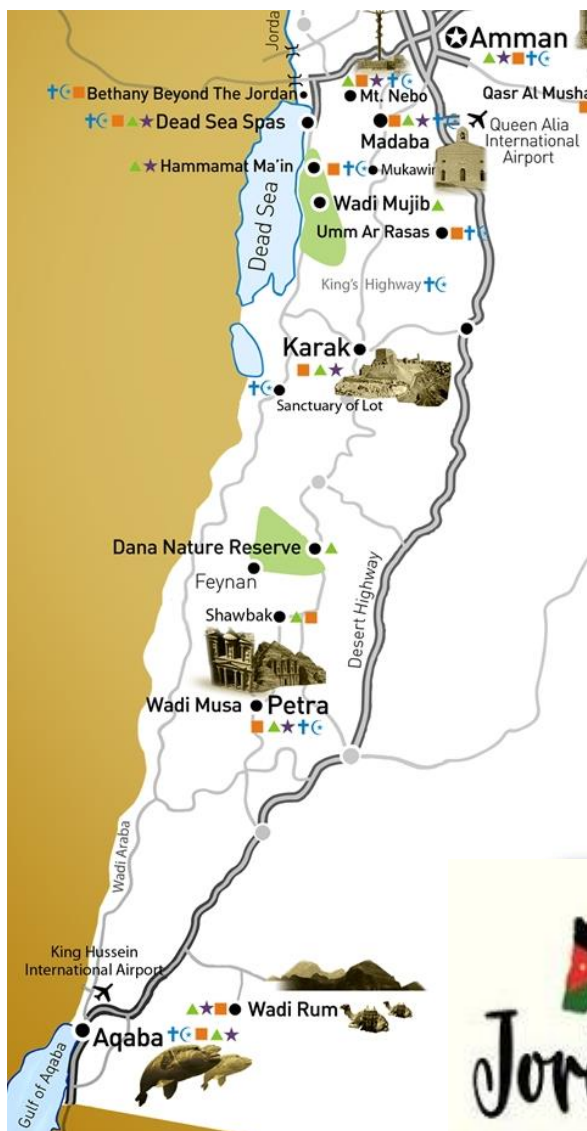 Jorda
Amman
Bethany Beyond The Jordan
Mt. Nebo
Qasr Al Musha
Dead Sea Spas
Madaba
Queen Alia
International
Airport
Hammamat Ma'in
Mukawir
Dead Sea
Wadi Mujib
Umm Ar Rasas
King's Highway
Karak
Sanctuary of Lot
Dana Nature Reserve
Feynan
Desert Highway
Shawbak
Wadi Musa
Petra
Wadi Araba
King Hussein
International Airport
Wadi Rum
Aqaba
Gulf of Aqaba
Jor